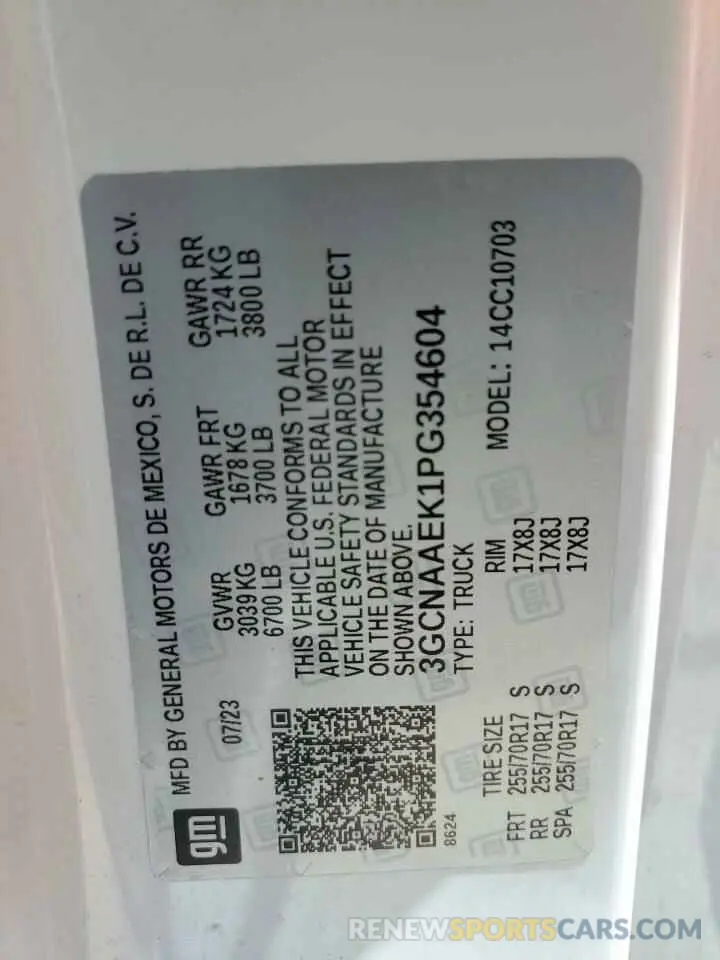 gm
MFD BY GENERAL MOTORS DE MEXICO, S. DE R.L. DE C.V.
07/23
GVWR GAWR FRT GAWR RR
3039 KG 1678 KG 1724 KG
6700 LB 3700 LB 3800 LB
THIS VEHICLE CONFORMS TO ALL
APPLICABLE U.S. FEDERAL MOTOR
VEHICLE SAFETY STANDARDS IN EFFECT
ON THE DATE OF MANUFACTURE
SHOWN ABOVE.
3GCNAAEK1PG354604
8624
TYPE: TRUCK
MODEL: 14CC10703
TIRE SIZE RIM
FRT 255/70R17 S 17X8J
RR 255/70R17 S 17X8J
SPA 255/70R17 S 17X8J
RENEWSPORTSCARS.COM